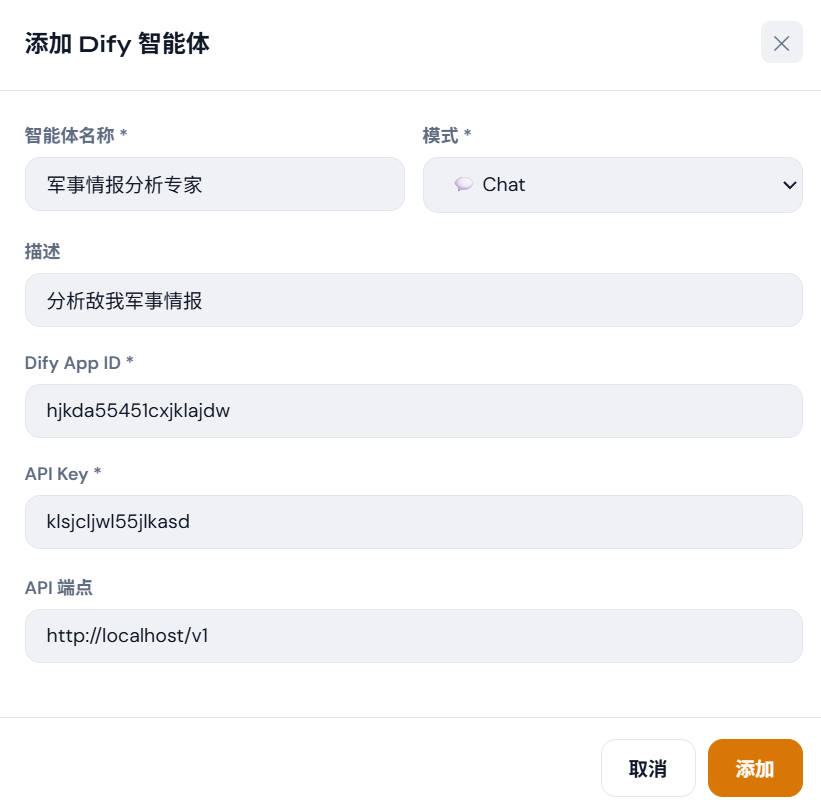 添加 Dify 智能体
智能体名称 * 模式 *
军事情报分析专家 Chat
描述
分析敌我军事情报
Dify App ID *
hjkda55451cxjklajdw
API Key *
klsjcljwl55jlkasd
API 端点
http://localhost/v1
取消 添加